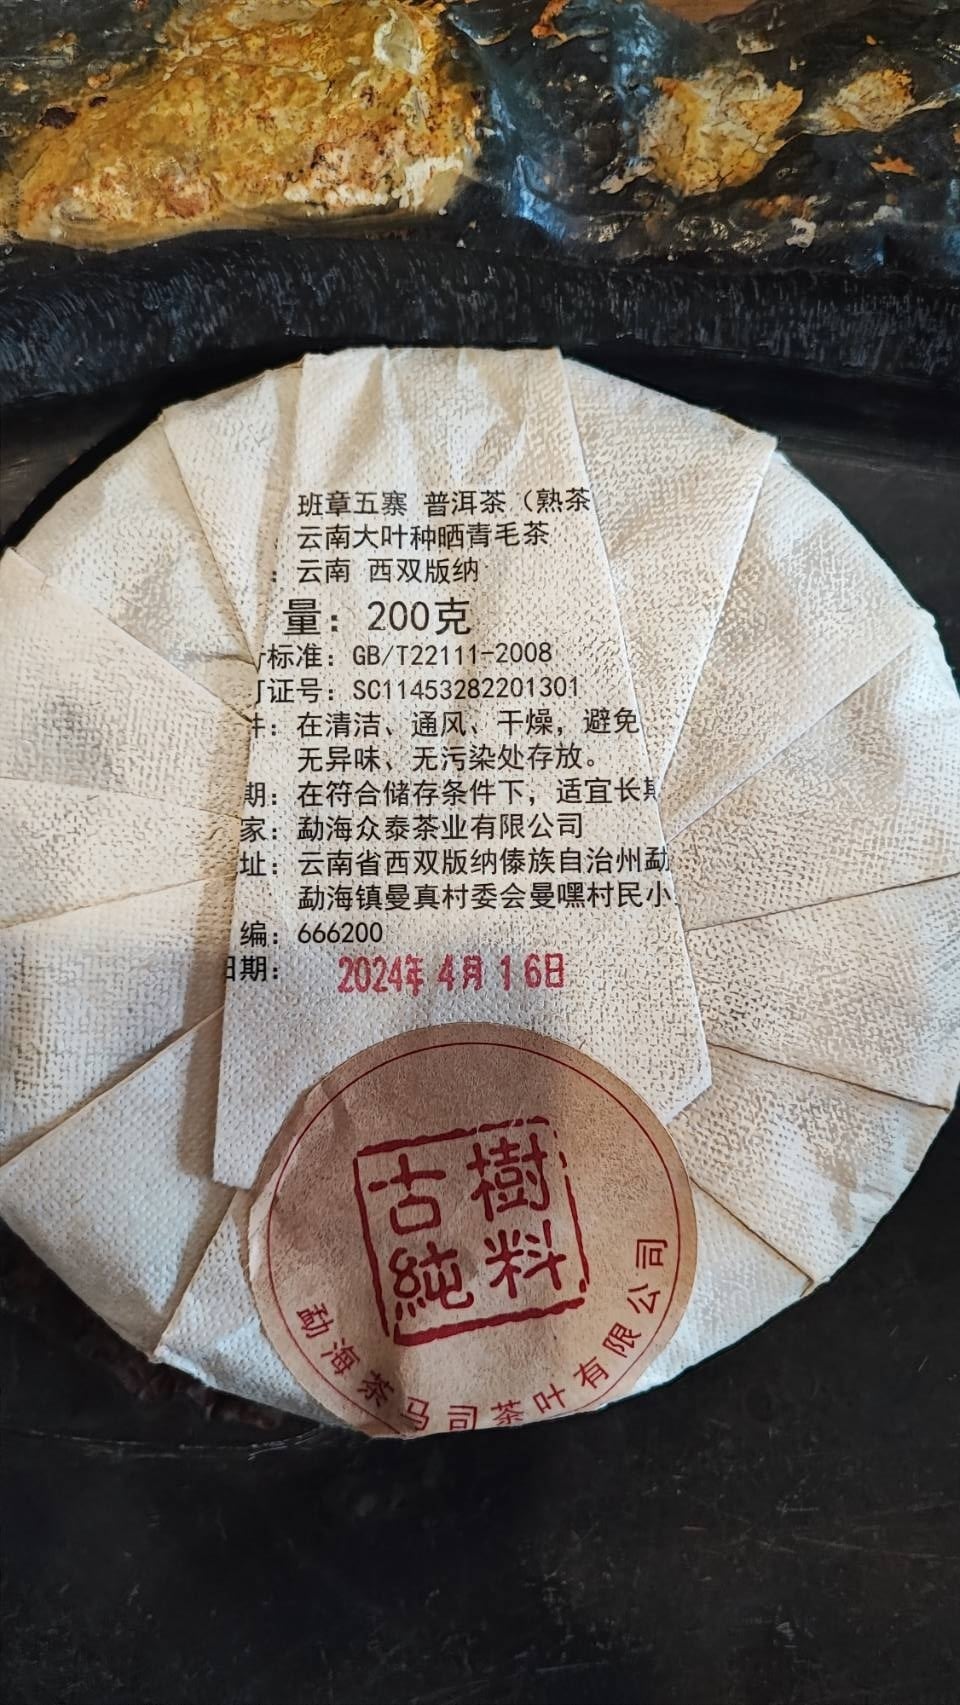 班章五寨 普洱茶（熟茶
云南大叶种晒青毛茶
：云南 西双版纳
量：200克
标准：GB/T22111-2008
证号：SC11453282201301
件：在清洁、通风、干燥，避免
无异味、无污染处存放。
期：在符合储存条件下，适宜长期
家：勐海众泰茶业有限公司
址：云南省西双版纳傣族自治州勐
勐海镇曼真村委会曼嘿村民小
编：666200
日期：2024年4月16日
古樹
純料
勐海茶马司茶叶有限公司